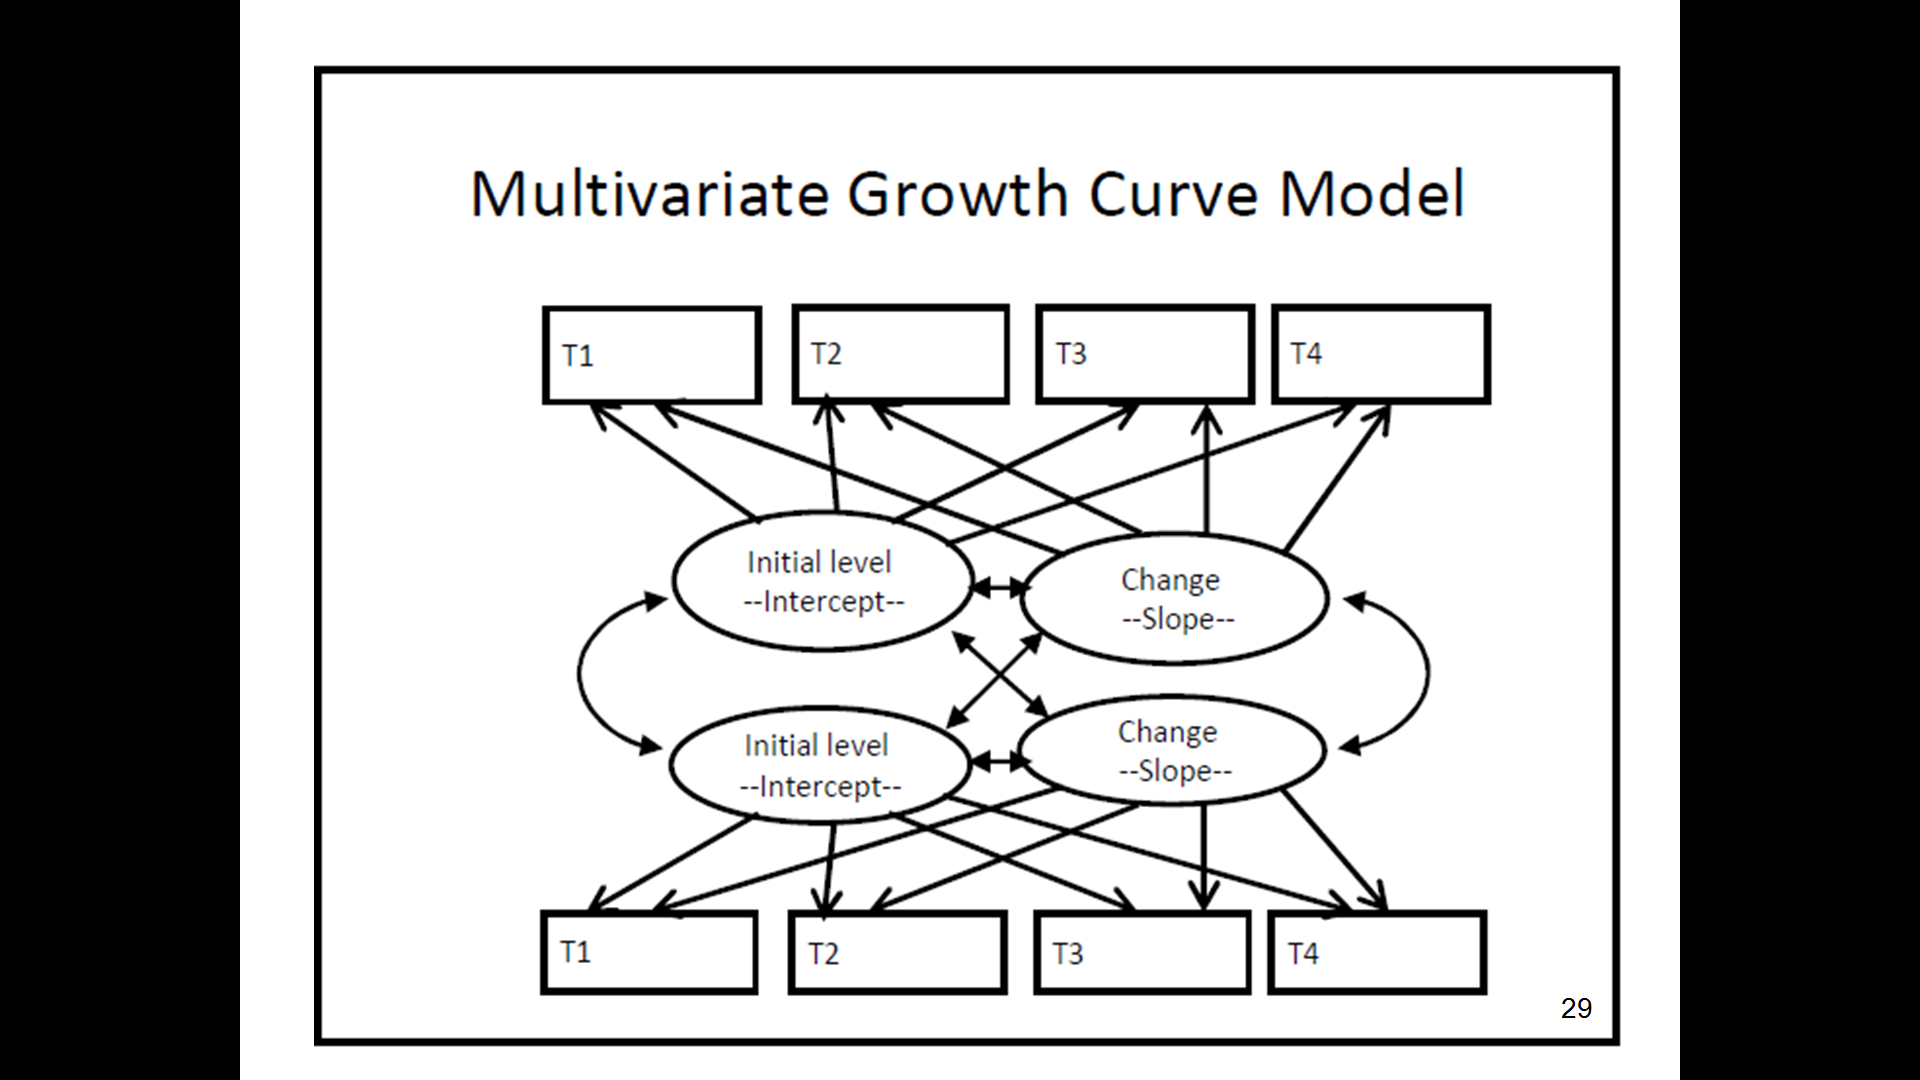 Multivariate Growth Curve Model
T1
T2
T3
T4
Initial level
--Intercept--
Change
--Slope--
Initial level
--Intercept--
Change
--Slope--
T1
T2
T3
T4
29